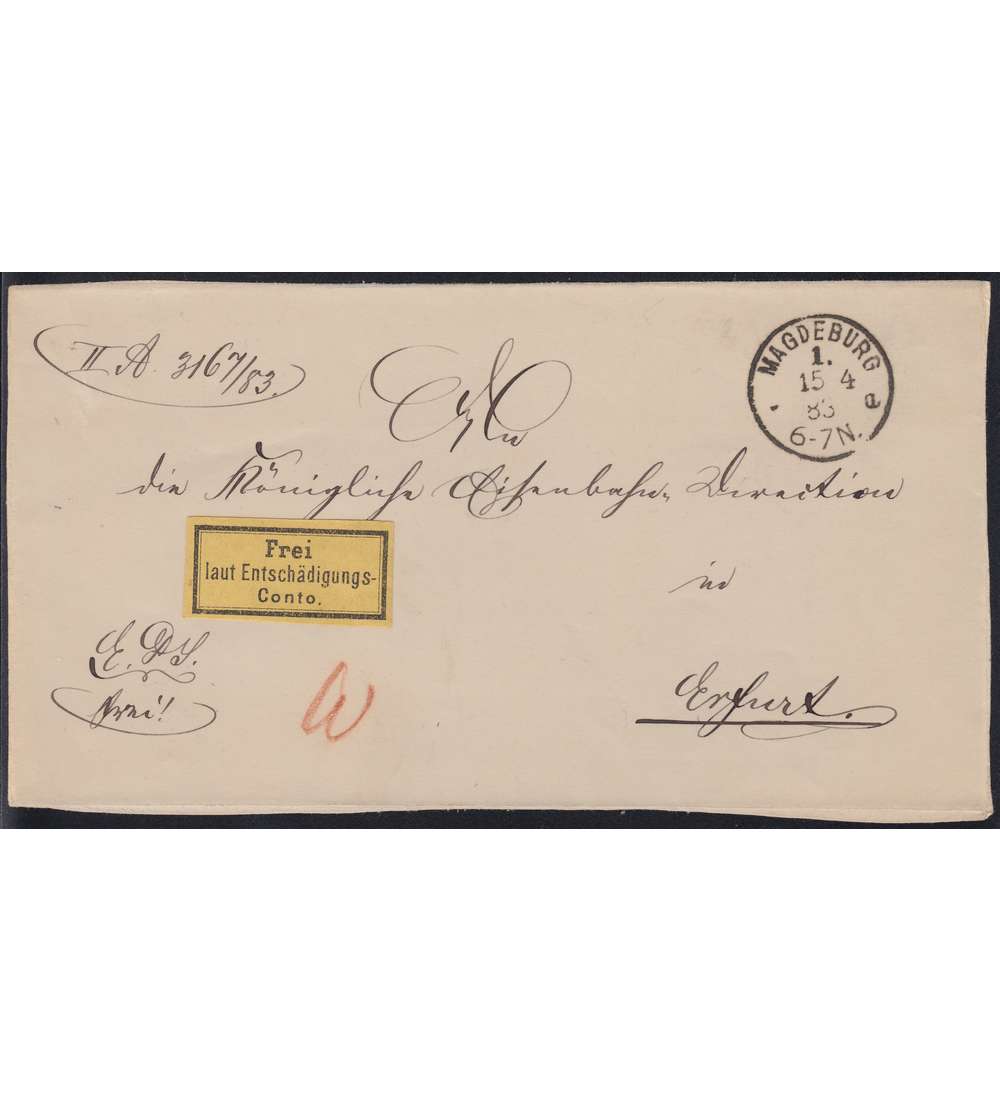 II A. 3167/83.
MAGDEBURG
1.
15 4
83
6-7N.
e
An
die Königliche Eisenbahn-Direction
Frei
laut Entschädigungs-
Conto.
in
E. D. S.
frei!
Erfurt.